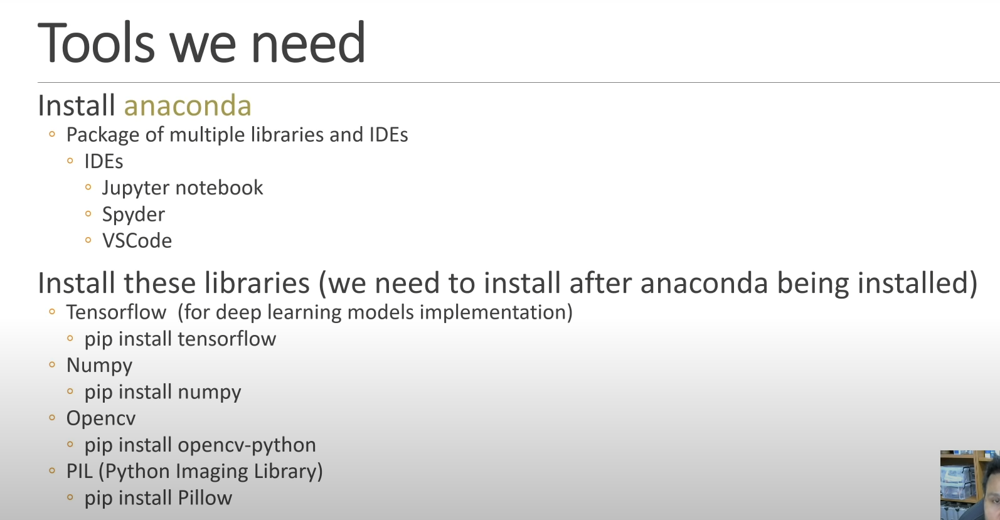 Tools we need
Install anaconda
Package of multiple libraries and IDEs
IDEs
Jupyter notebook
Spyder
VSCode
Install these libraries (we need to install after anaconda being installed)
Tensorflow (for deep learning models implementation)
pip install tensorflow
Numpy
pip install numpy
Opencv
pip install opencv-python
PIL (Python Imaging Library)
pip install Pillow